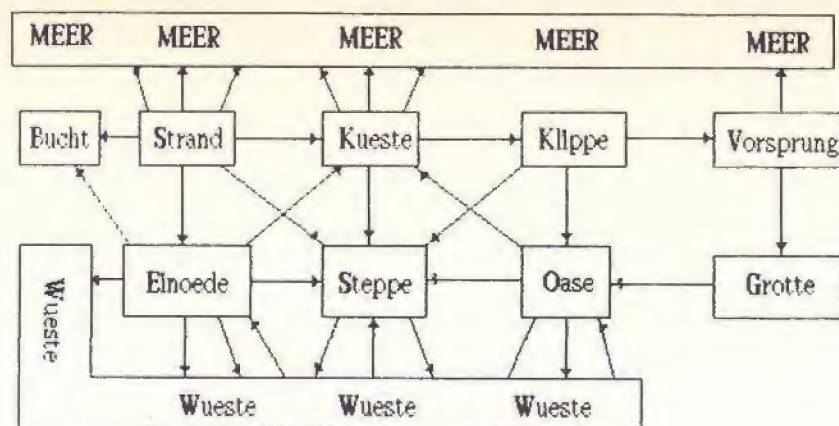 MEER MEER MEER MEER MEER
Bucht Strand Kueste Klippe Vorsprung
Wueste Einoede Steppe Oase Grotte
Wueste Wueste Wueste